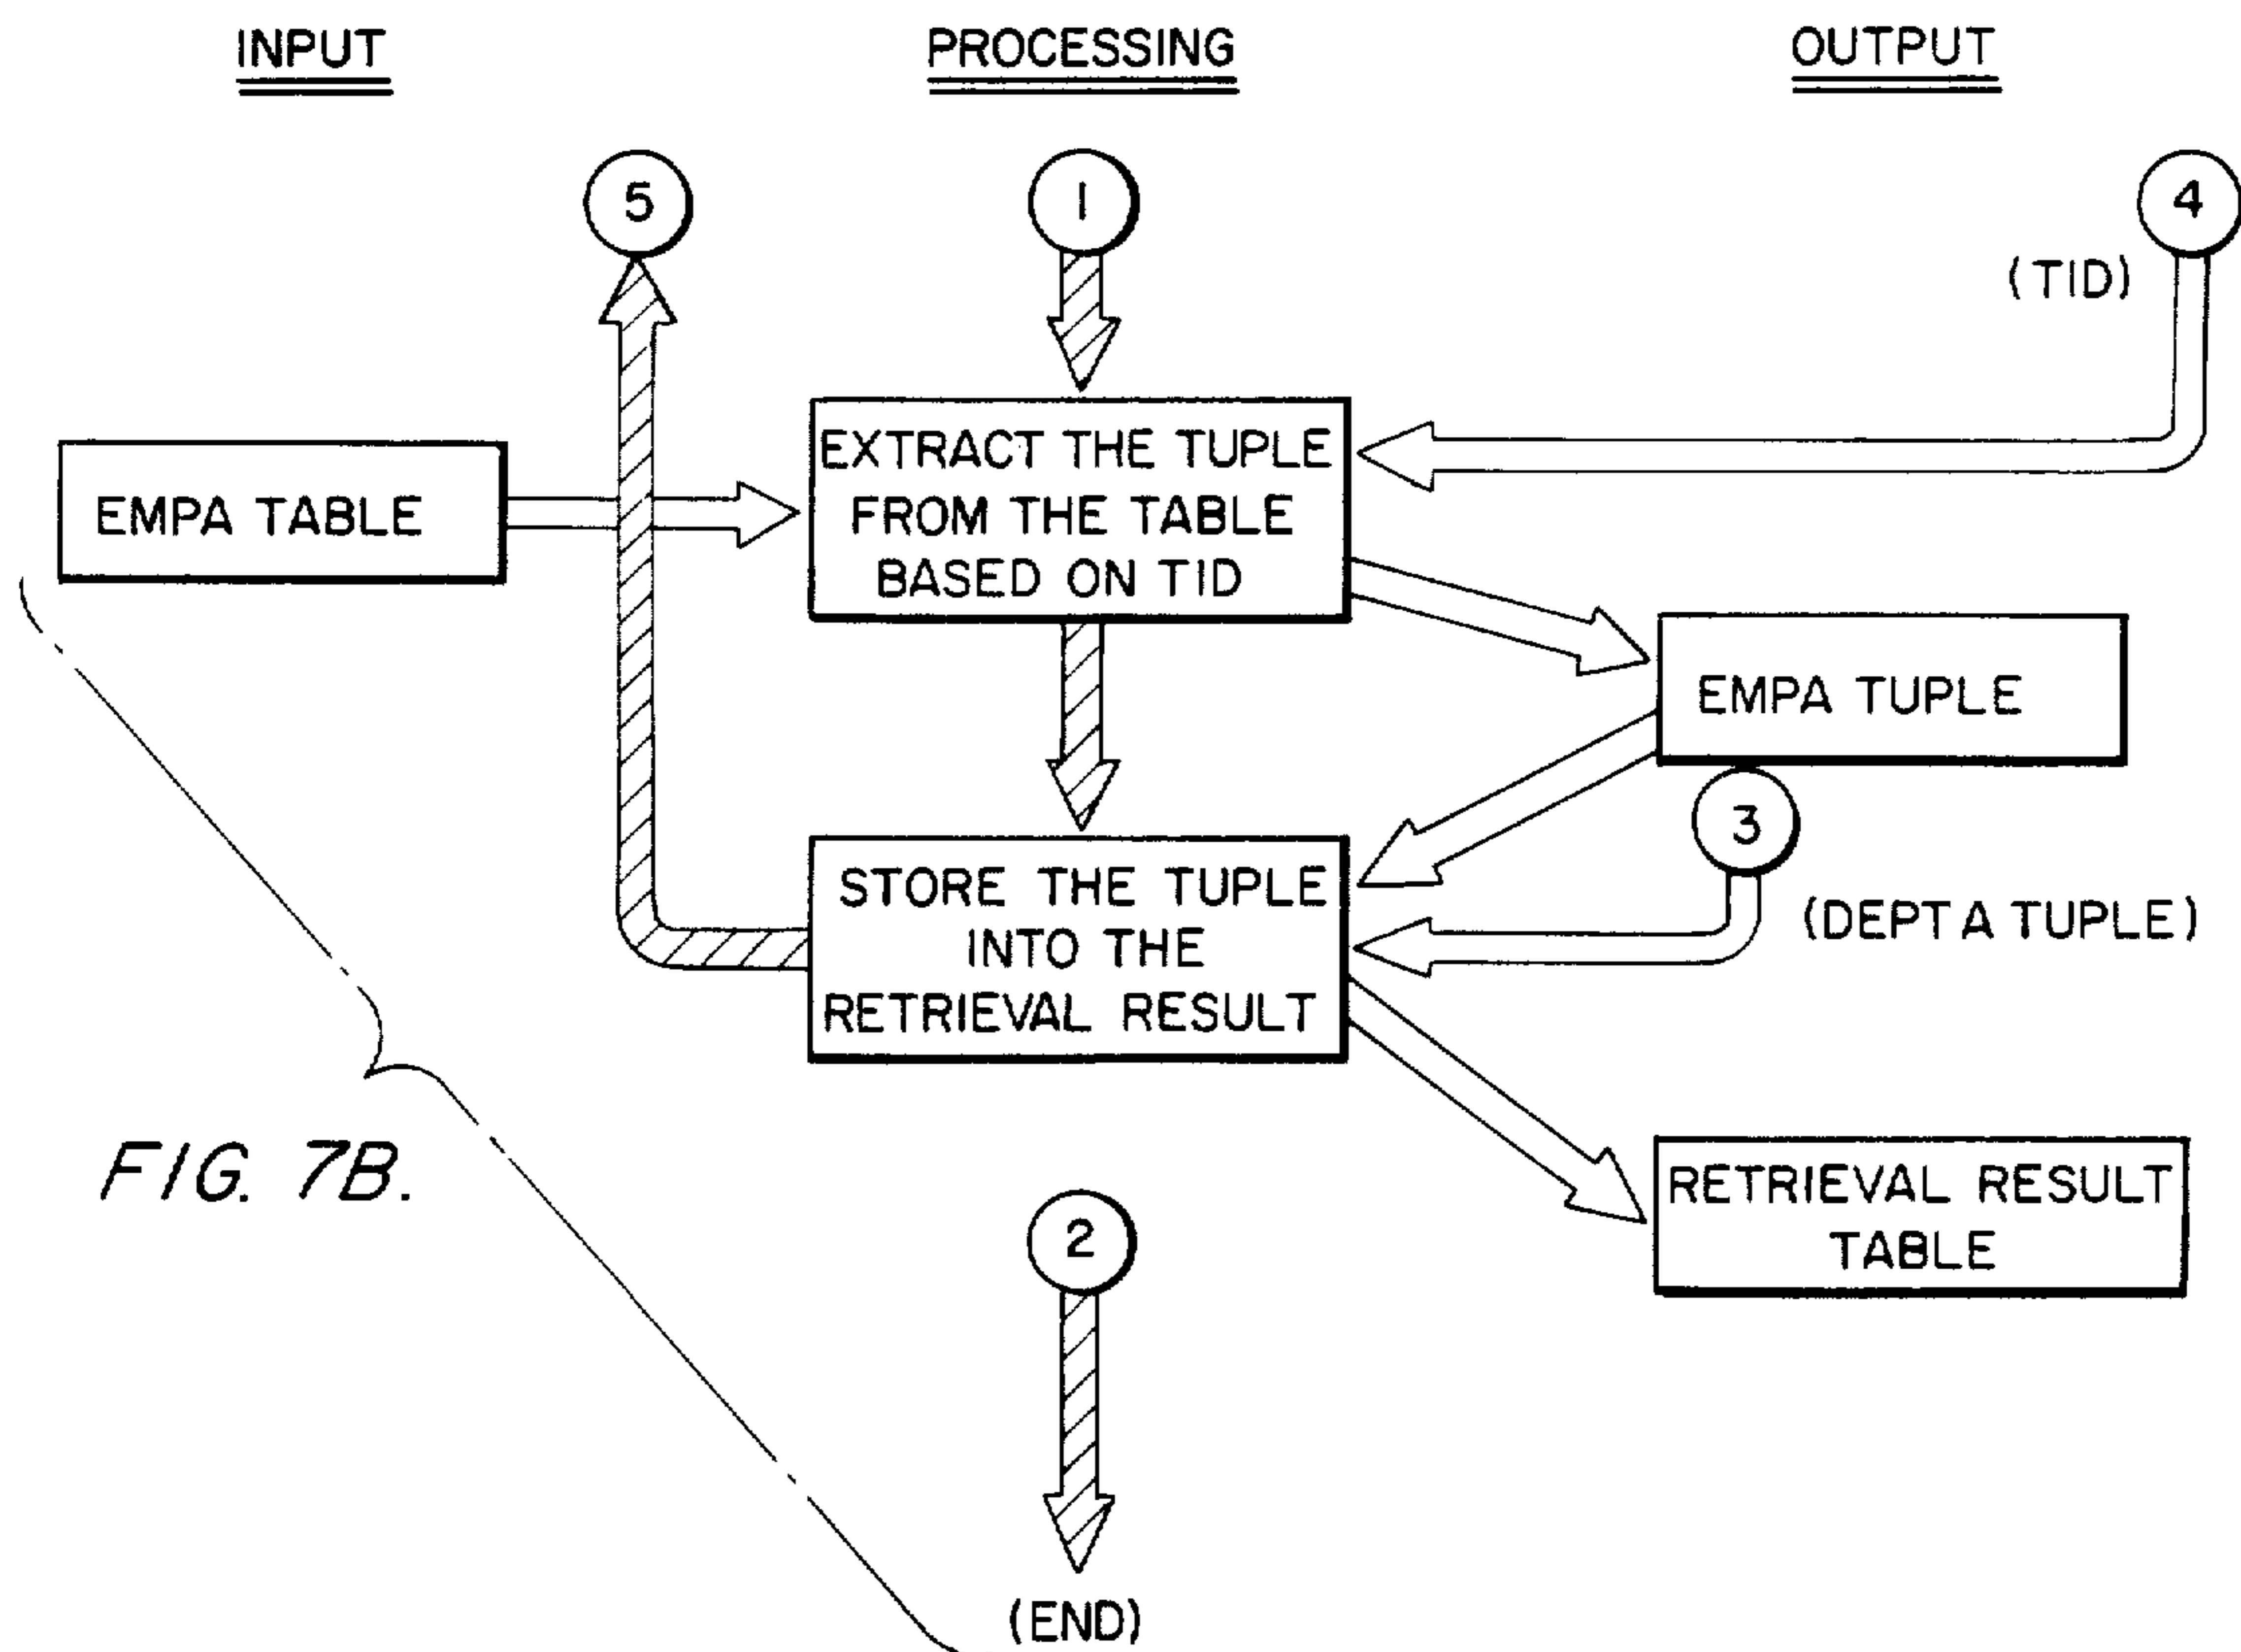 INPUT
PROCESSING
OUTPUT
5
1
4
(TID)
EMPA TABLE
EXTRACT THE TUPLE
FROM THE TABLE
BASED ON TID
EMPA TUPLE
3
(DEPT A TUPLE)
STORE THE TUPLE
INTO THE
RETRIEVAL RESULT
FIG. 7B.
2
RETRIEVAL RESULT
TABLE
(END)